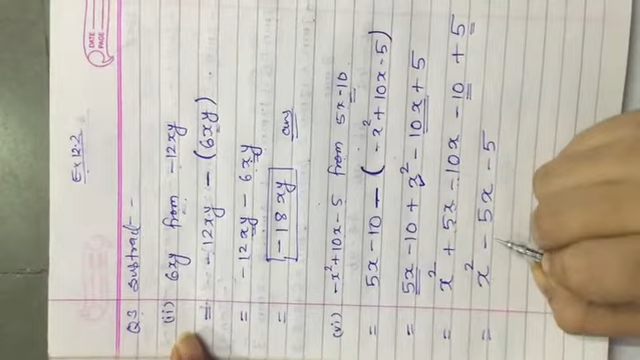 DATE
PAGE
Ex 12.2
Q3 Subtract:-
(ii) 6xy from -12xy
= -12xy - (6xy)
= -12xy - 6xy
= -18xy ans
(vi) -x²+10x-5 from 5x-10
= 5x-10 - (-x²+10x-5)
= 5x-10 + x² - 10x + 5
= x² + 5x - 10x - 10 + 5
= x² - 5x - 5